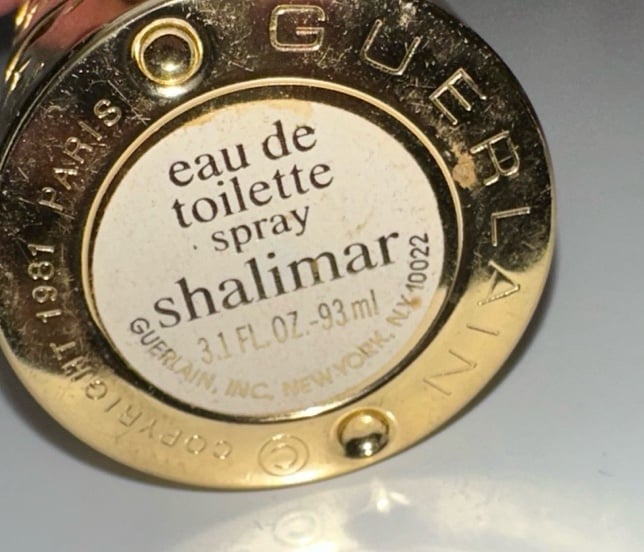 GUERLAIN
© COPYRIGHT 1981 PARIS
eau de
toilette
spray
shalimar
3.1 FL. OZ.-93 ml
GUERLAIN, INC, NEW YORK, N.Y. 10022